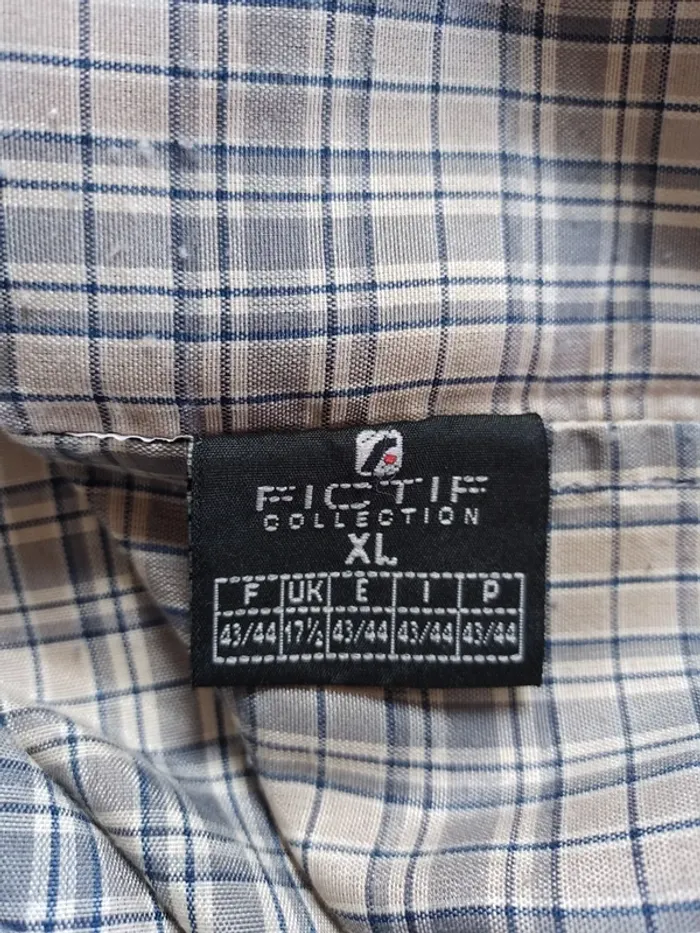 FICTIF
COLLECTION
XL
F UK E I P
43/44 17½ 43/44 43/44 43/44